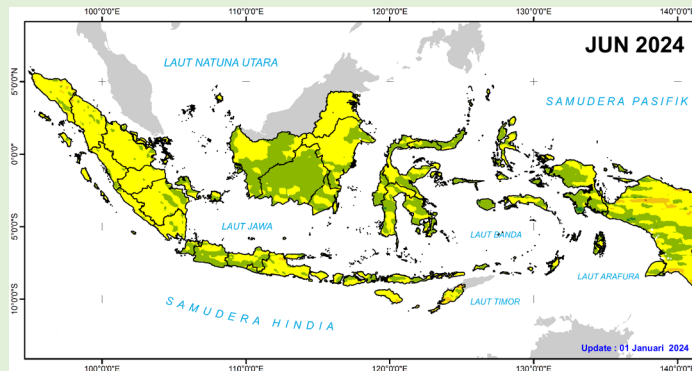 100°0'0"E 110°0'0"E 120°0'0"E 130°0'0"E 140°0'0"E
JUN 2024
LAUT NATUNA UTARA
5°0'0"N
SAMUDERA PASIFIK
0°0'0"
LAUT JAWA
LAUT BANDA
5°0'0"S
LAUT ARAFURA
SAMUDERA HINDIA
LAUT TIMOR
10°0'0"S
Update : 01 Januari 2024
100°0'0"E 110°0'0"E 120°0'0"E 130°0'0"E 140°0'0"E